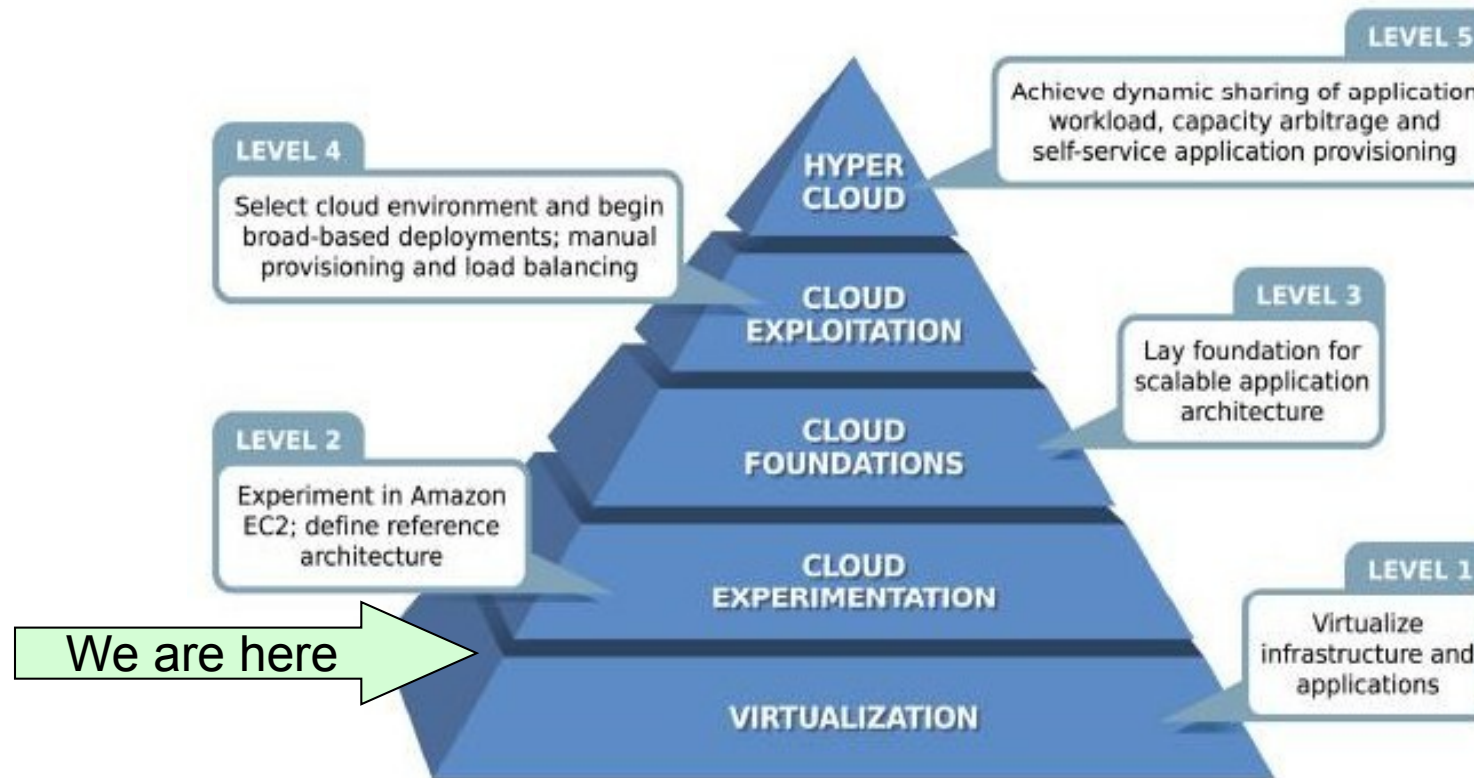 LEVEL 5
Achieve dynamic sharing of application
workload, capacity arbitrage and
self-service application provisioning
LEVEL 4
Select cloud environment and begin
broad-based deployments; manual
provisioning and load balancing
HYPER
CLOUD
CLOUD
EXPLOITATION
LEVEL 3
Lay foundation for
scalable application
architecture
CLOUD
FOUNDATIONS
LEVEL 2
Experiment in Amazon
EC2; define reference
architecture
CLOUD
EXPERIMENTATION
LEVEL 1
Virtualize
infrastructure and
applications
We are here
VIRTUALIZATION